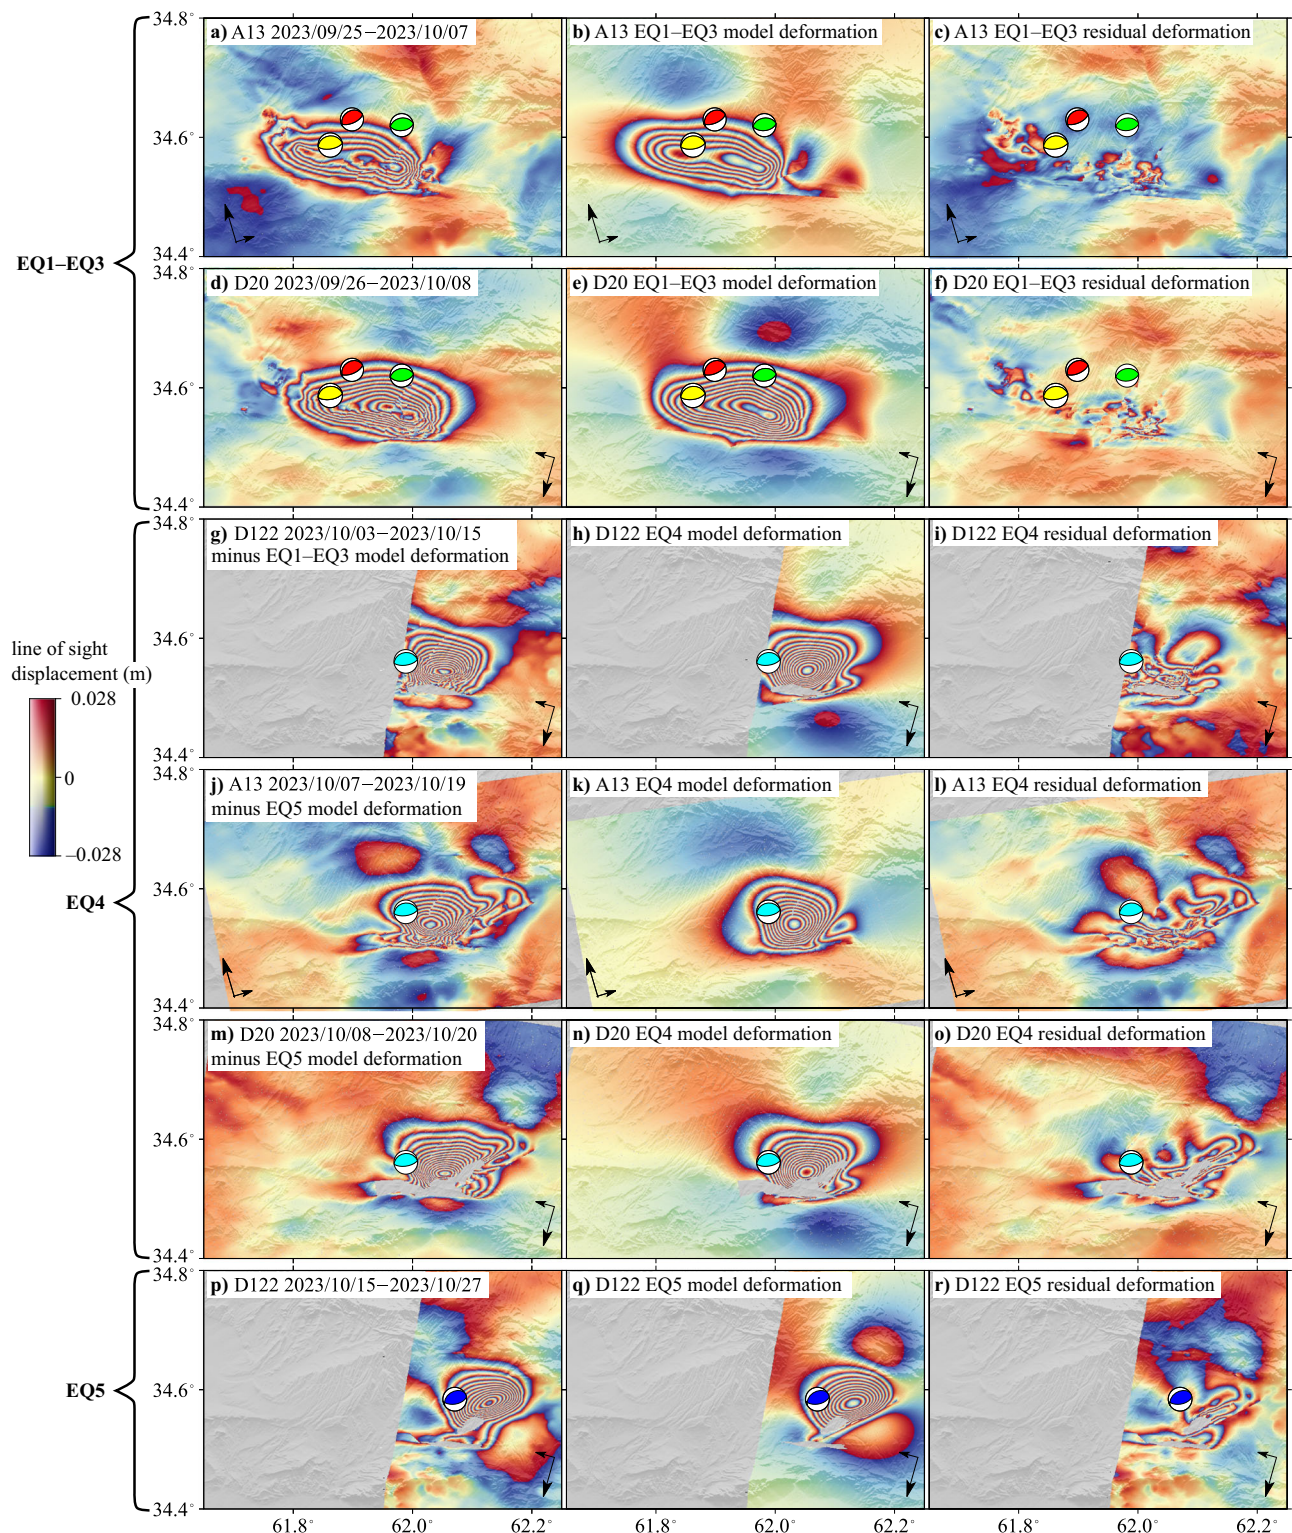 34.8°
a) A13 2023/09/25−2023/10/07
b) A13 EQ1–EQ3 model deformation
c) A13 EQ1–EQ3 residual deformation
34.6°
34.4°
EQ1–EQ3
34.8°
d) D20 2023/09/26−2023/10/08
e) D20 EQ1–EQ3 model deformation
f) D20 EQ1–EQ3 residual deformation
34.6°
34.4°
34.8°
g) D122 2023/10/03−2023/10/15
minus EQ1–EQ3 model deformation
h) D122 EQ4 model deformation
i) D122 EQ4 residual deformation
34.6°
34.4°
line of sight
displacement (m)
0.028
0
−0.028
34.8°
j) A13 2023/10/07−2023/10/19
minus EQ5 model deformation
k) A13 EQ4 model deformation
l) A13 EQ4 residual deformation
34.6°
EQ4
34.4°
34.8°
m) D20 2023/10/08−2023/10/20
minus EQ5 model deformation
n) D20 EQ4 model deformation
o) D20 EQ4 residual deformation
34.6°
34.4°
34.8°
p) D122 2023/10/15−2023/10/27
q) D122 EQ5 model deformation
r) D122 EQ5 residual deformation
34.6°
EQ5
34.4°
61.8° 62.0° 62.2° 61.8° 62.0° 62.2° 61.8° 62.0° 62.2°